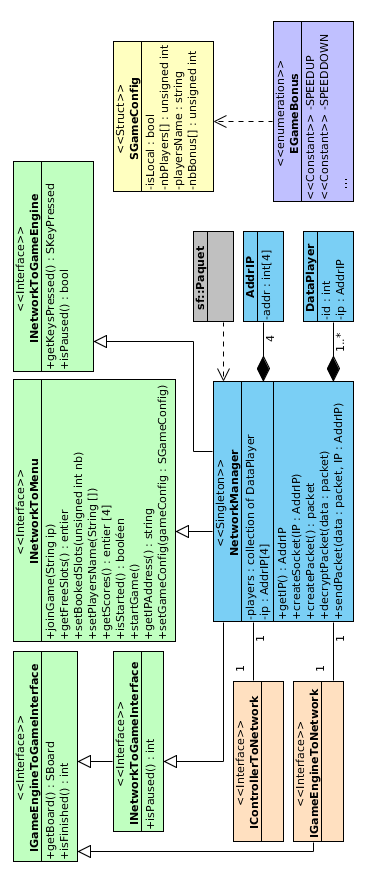 <<Interface>>
IGameEngineToGameInterface
+getBoard() : SBoard
+isFinished() : int
<<Interface>>
INetworkToMenu
+joinGame(String ip)
+getFreeSlots() : entier
+setBookedSlots(unsigned int nb)
+setPlayersName(String [])
+getScores() : entier [4]
+isStarted() : booléen
+startGame()
+getIPAddress() : string
+setGameConfig(gameConfig : SGameConfig)
<<Interface>>
INetworkToGameEngine
+getKeysPressed() : SKeyPressed
+isPaused() : bool
<<Struct>>
SGameConfig
-isLocal : bool
-nbPlayers[] : unsigned int
-playersName : string
-nbBonus[] : unsigned int
<<Interface>>
INetworkToGameInterface
+isPaused() : int
<<Singleton>>
NetworkManager
-players : collection of DataPlayer
-ip : AddrIP[4]
+getIP() : AddrIP
+createSocket(IP : AddrIP)
+createPacket() : packet
+decryptPacket(data : packet)
+sendPacket(data : packet, IP : AddrIP)
sf::Paquet
AddrIP
-addr : int[4]
4
DataPlayer
-id : int
-ip : AddrIP
1..*
<<enumeration>>
EGameBonus
<<Constant>> -SPEEDUP
<<Constant>> -SPEEDDOWN
...
<<Interface>>
IControllerToNetwork
1
1
<<Interface>>
IGameEngineToNetwork
1
1